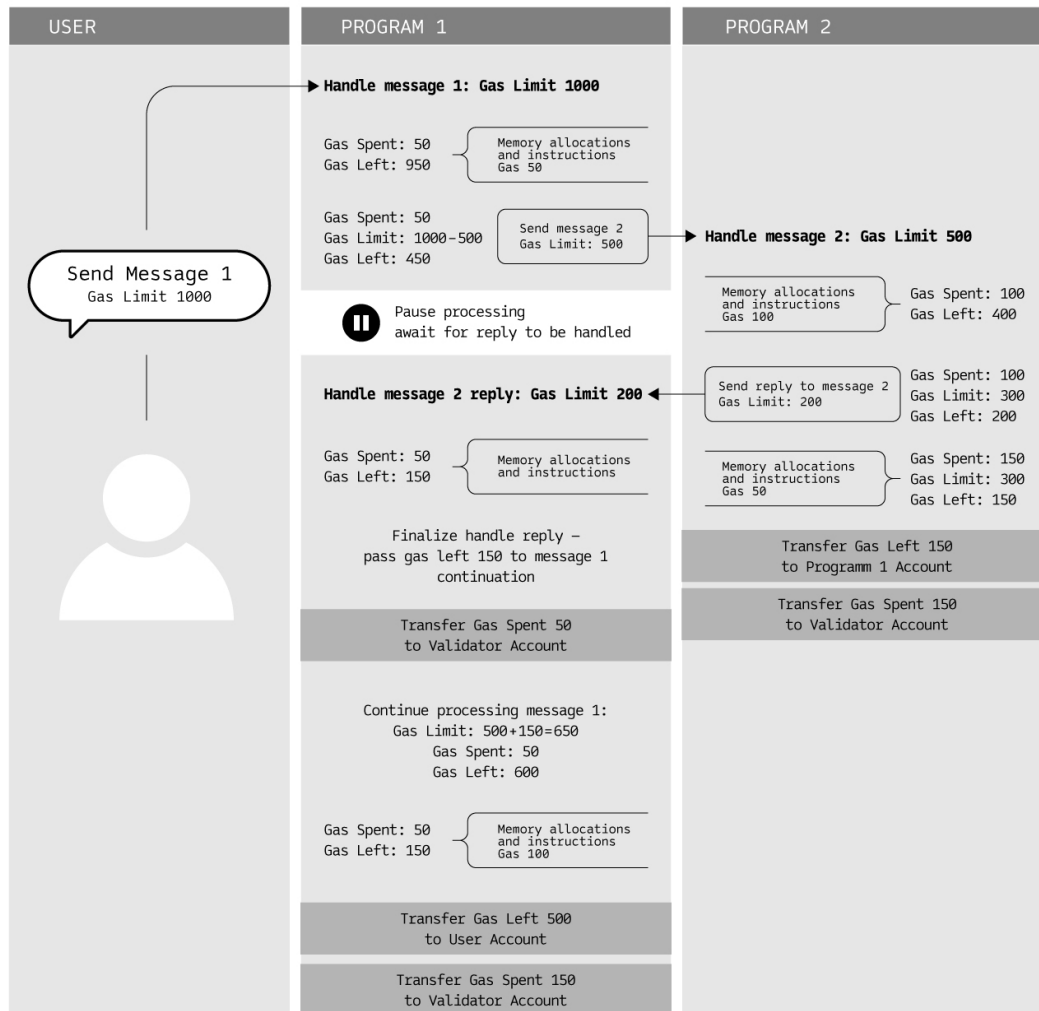 USER
Send Message 1
Gas Limit 1000
PROGRAM 1
Handle message 1: Gas Limit 1000
Gas Spent: 50
Gas Left: 950
Memory allocations
and instructions
Gas 50
Gas Spent: 50
Gas Limit: 1000-500
Gas Left: 450
Send message 2
Gas Limit: 500
Pause processing
await for reply to be handled
Handle message 2 reply: Gas Limit 200
Gas Spent: 50
Gas Left: 150
Memory allocations
and instructions
Finalize handle reply —
pass gas left 150 to message 1
continuation
Transfer Gas Spent 50
to Validator Account
Continue processing message 1:
Gas Limit: 500+150=650
Gas Spent: 50
Gas Left: 600
Gas Spent: 50
Gas Left: 150
Memory allocations
and instructions
Gas 100
Transfer Gas Left 500
to User Account
Transfer Gas Spent 150
to Validator Account
PROGRAM 2
Handle message 2: Gas Limit 500
Memory allocations
and instructions
Gas 100
Gas Spent: 100
Gas Left: 400
Send reply to message 2
Gas Limit: 200
Gas Spent: 100
Gas Limit: 300
Gas Left: 200
Memory allocations
and instructions
Gas 50
Gas Spent: 150
Gas Limit: 300
Gas Left: 150
Transfer Gas Left 150
to Programm 1 Account
Transfer Gas Spent 150
to Validator Account